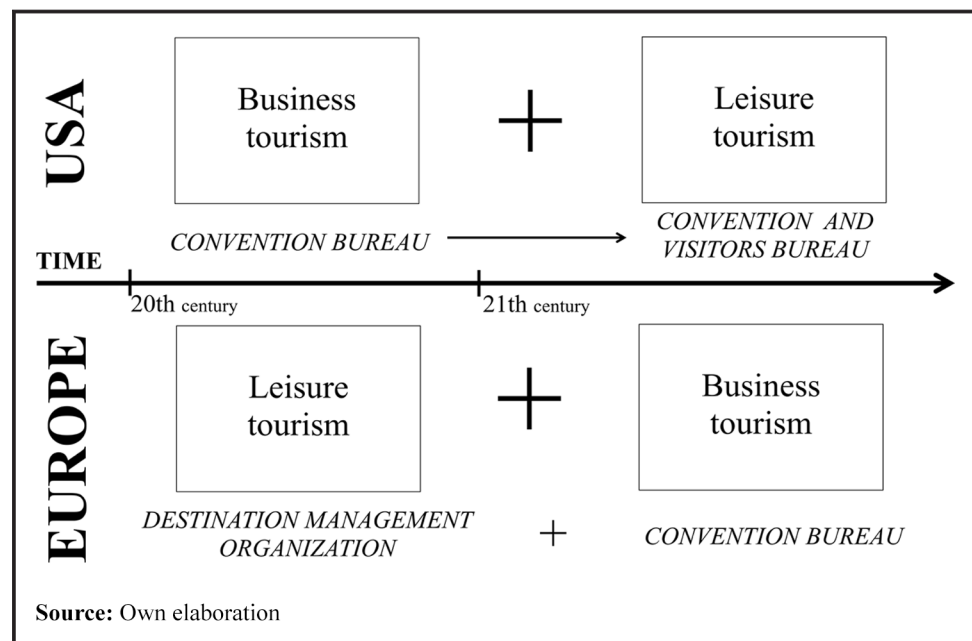 USA
Business
tourism
+
Leisure
tourism
CONVENTION BUREAU
CONVENTION AND
VISITORS BUREAU
TIME
20th century
21th century
EUROPE
Leisure
tourism
+
Business
tourism
DESTINATION MANAGEMENT
ORGANIZATION
+
CONVENTION BUREAU
Source: Own elaboration